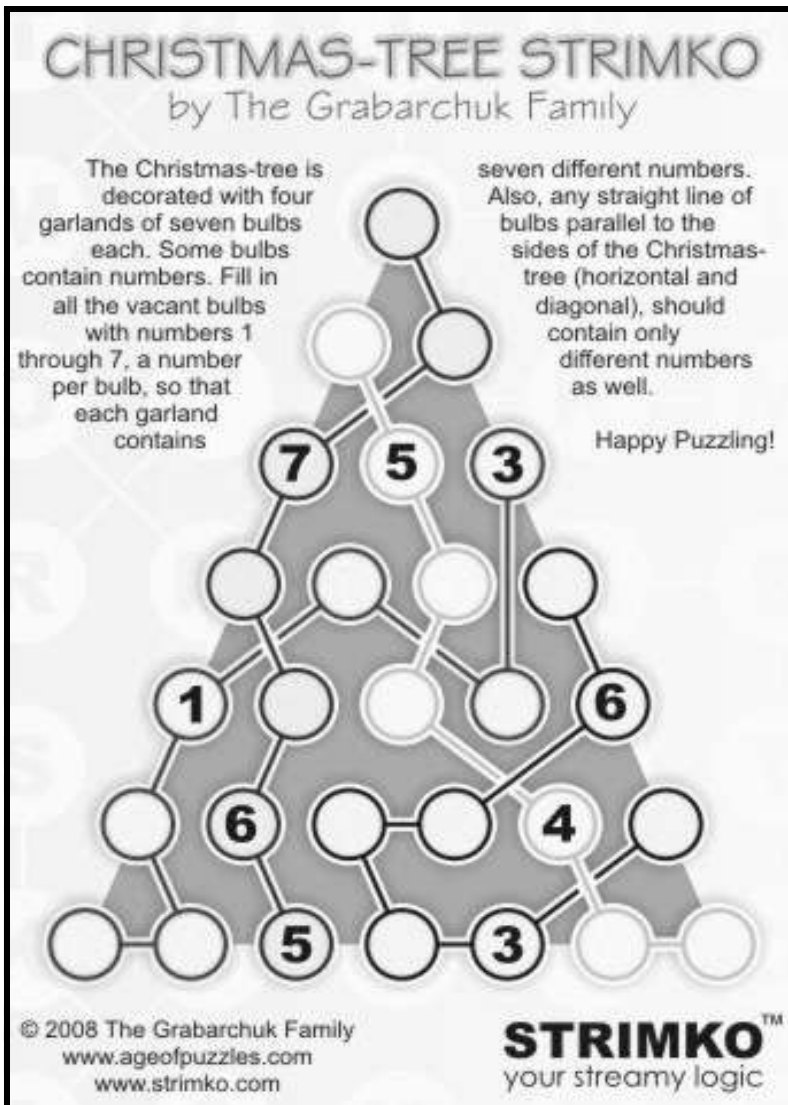 CHRISTMAS-TREE STRIMKO
by The Grabarchuk Family
The Christmas-tree is
decorated with four
garlands of seven bulbs
each. Some bulbs
contain numbers. Fill in
all the vacant bulbs
with numbers 1
through 7, a number
per bulb, so that
each garland
contains
seven different numbers.
Also, any straight line of
bulbs parallel to the
sides of the Christmas-
tree (horizontal and
diagonal), should
contain only
different numbers
as well.
Happy Puzzling!
7 5 3
1 6
6 4
5 3
© 2008 The Grabarchuk Family
www.ageofpuzzles.com
www.strimko.com
STRIMKO™
your streamy logic